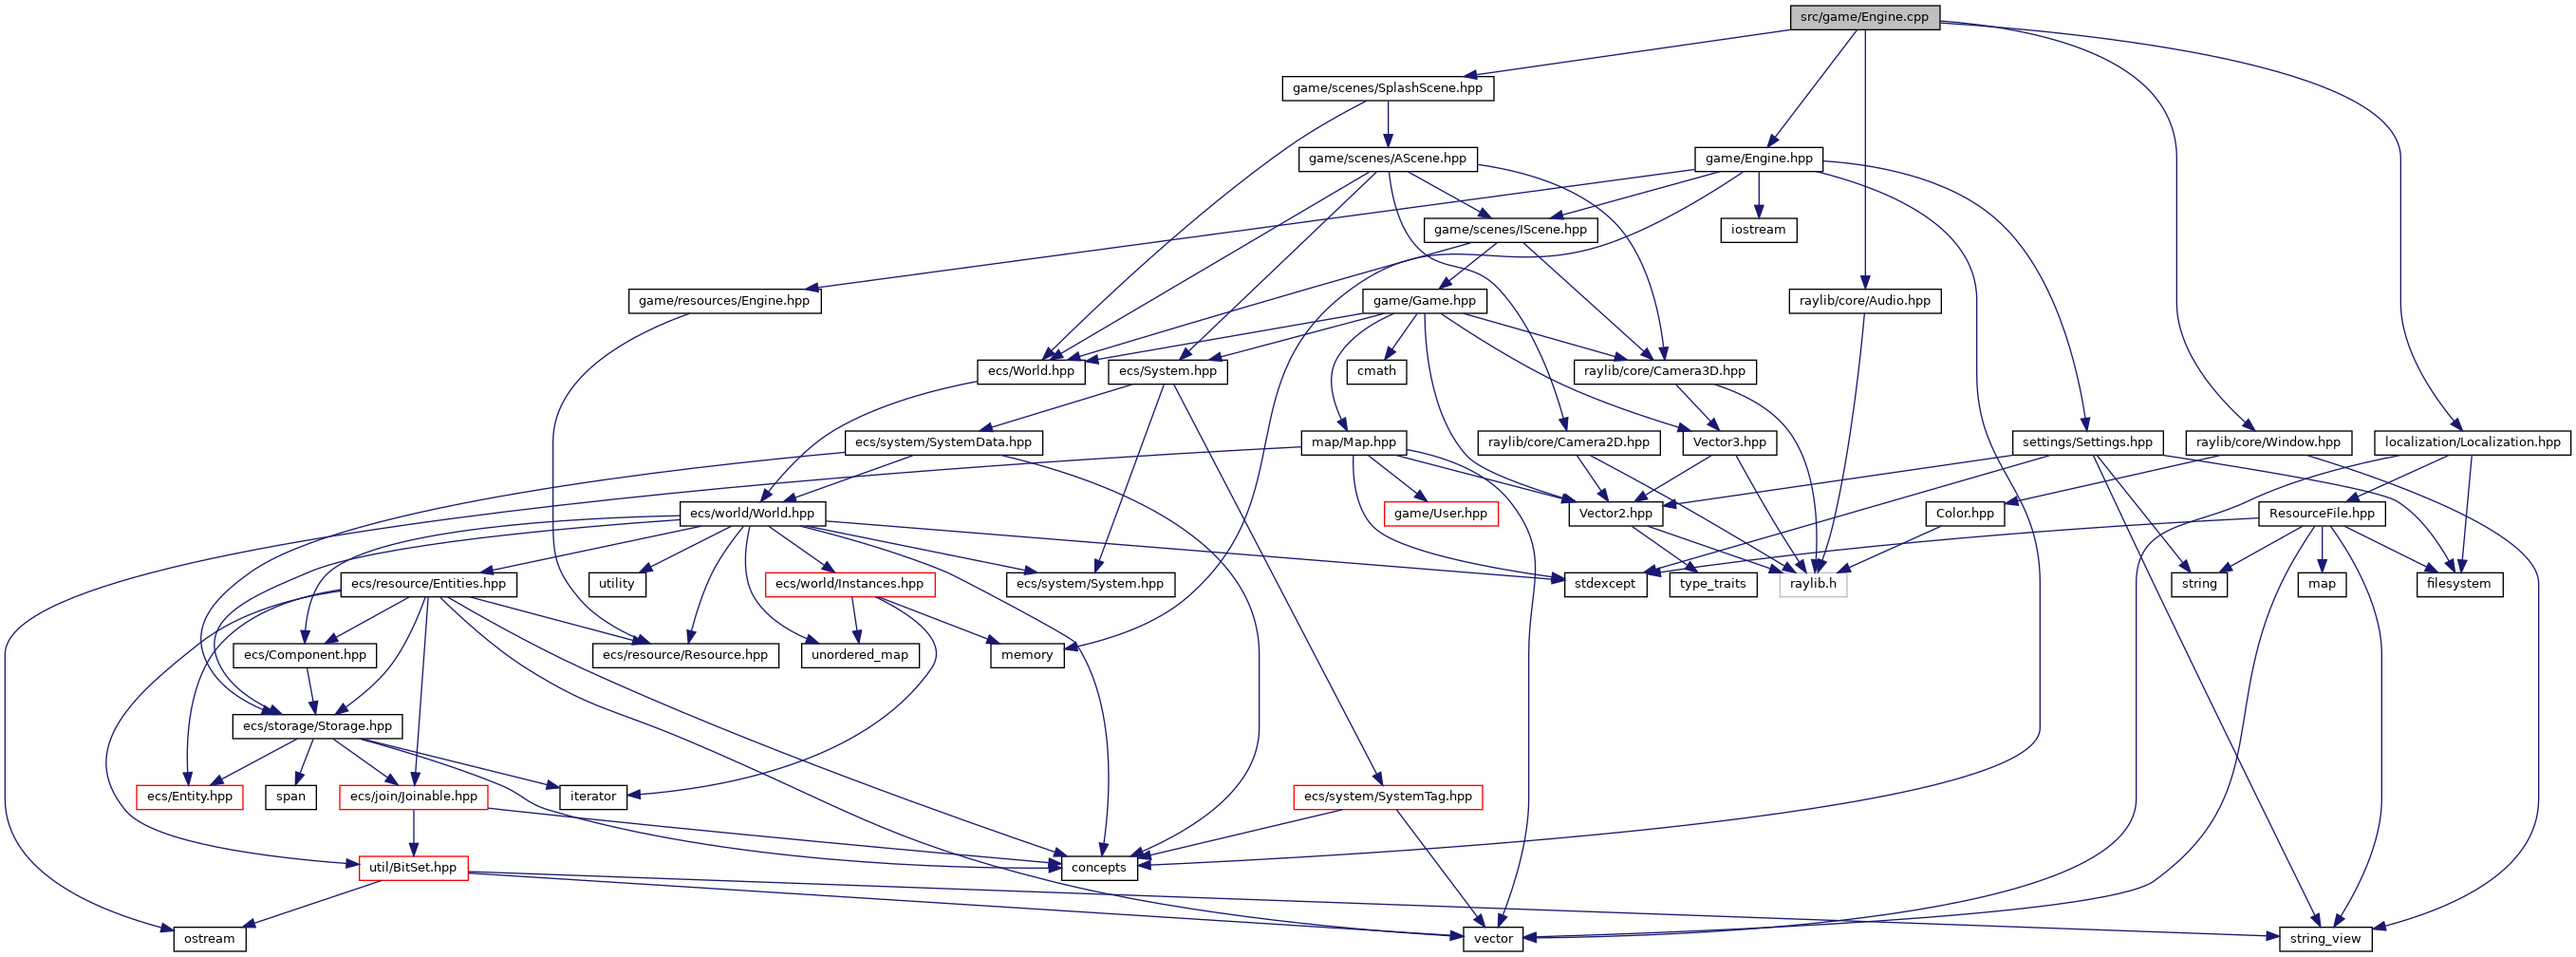 src/game/Engine.cpp
game/scenes/SplashScene.hpp
game/scenes/AScene.hpp
game/Engine.hpp
game/scenes/IScene.hpp
iostream
game/resources/Engine.hpp
game/Game.hpp
raylib/core/Audio.hpp
ecs/World.hpp
ecs/System.hpp
cmath
raylib/core/Camera3D.hpp
ecs/system/SystemData.hpp
map/Map.hpp
raylib/core/Camera2D.hpp
Vector3.hpp
settings/Settings.hpp
raylib/core/Window.hpp
localization/Localization.hpp
ecs/world/World.hpp
game/User.hpp
Vector2.hpp
Color.hpp
ResourceFile.hpp
ecs/resource/Entities.hpp
utility
ecs/world/Instances.hpp
ecs/system/System.hpp
stdexcept
type_traits
raylib.h
string
map
filesystem
ecs/Component.hpp
ecs/resource/Resource.hpp
unordered_map
memory
ecs/storage/Storage.hpp
ecs/Entity.hpp
span
ecs/join/Joinable.hpp
iterator
ecs/system/SystemTag.hpp
util/BitSet.hpp
concepts
ostream
vector
string_view